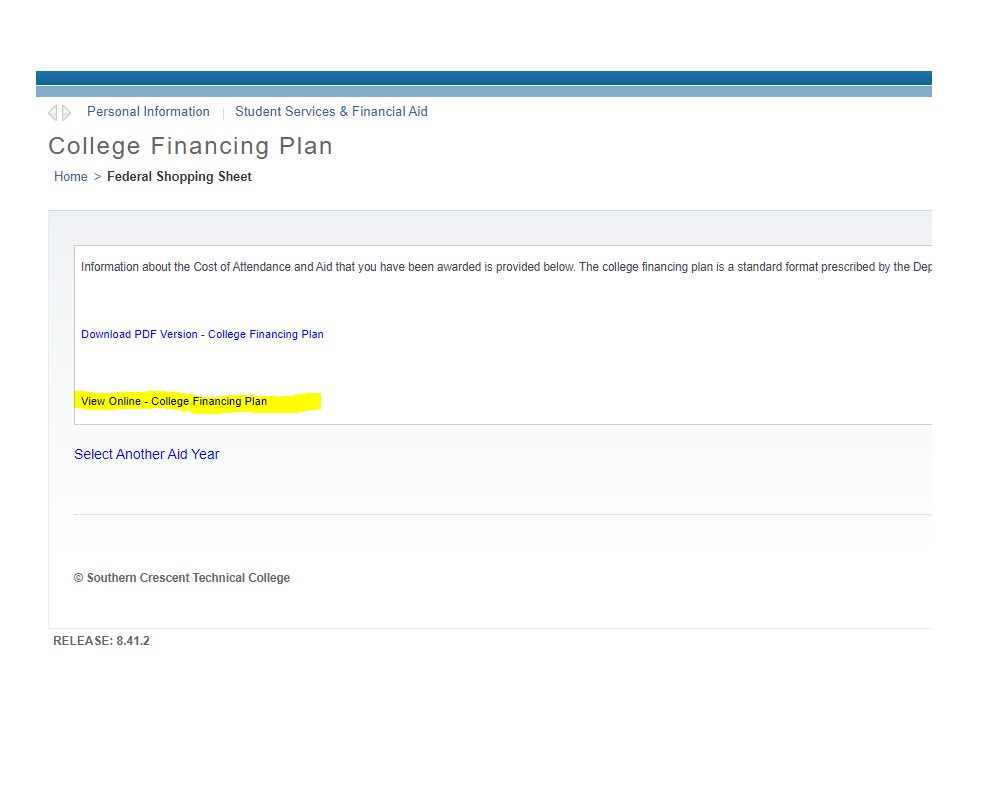 Personal Information | Student Services & Financial Aid
College Financing Plan
Home > Federal Shopping Sheet
Information about the Cost of Attendance and Aid that you have been awarded is provided below. The college financing plan is a standard format prescribed by the Dep
Download PDF Version - College Financing Plan
View Online - College Financing Plan
Select Another Aid Year
© Southern Crescent Technical College
RELEASE: 8.41.2